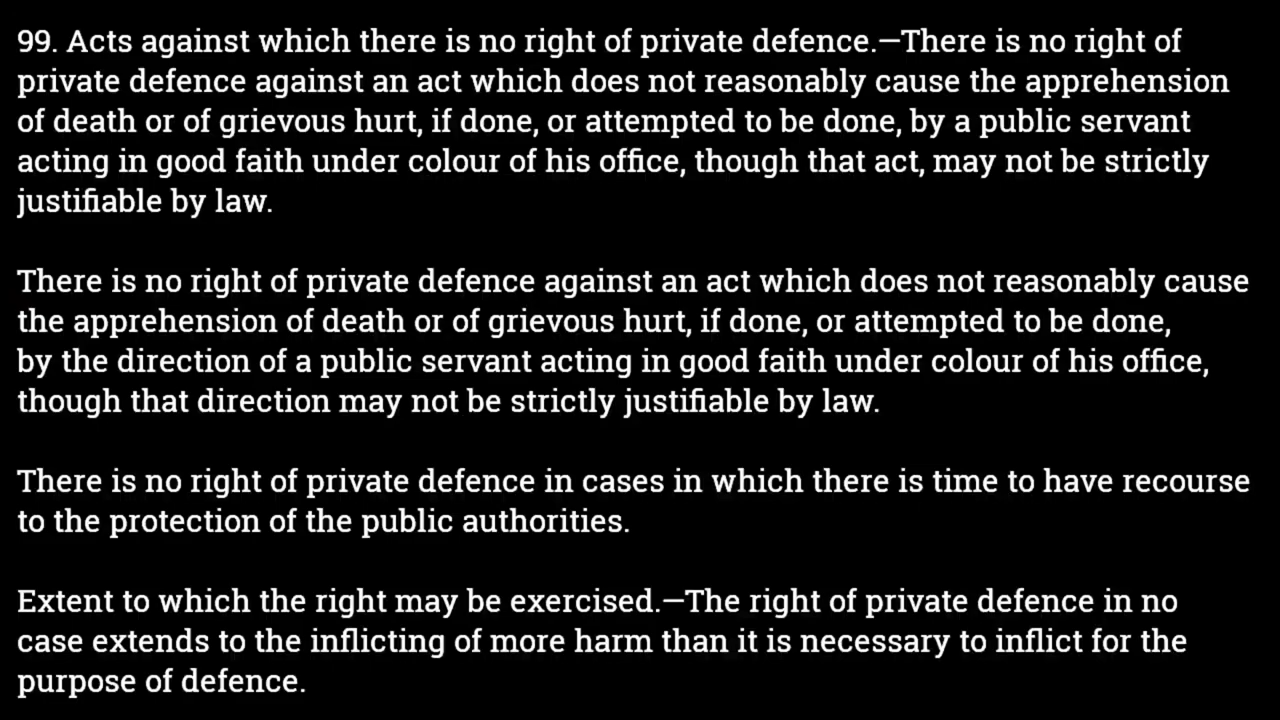 99. Acts against which there is no right of private defence.—There is no right of
private defence against an act which does not reasonably cause the apprehension
of death or of grievous hurt, if done, or attempted to be done, by a public servant
acting in good faith under colour of his office, though that act, may not be strictly
justifiable by law.
There is no right of private defence against an act which does not reasonably cause
the apprehension of death or of grievous hurt, if done, or attempted to be done,
by the direction of a public servant acting in good faith under colour of his office,
though that direction may not be strictly justifiable by law.
There is no right of private defence in cases in which there is time to have recourse
to the protection of the public authorities.
Extent to which the right may be exercised.—The right of private defence in no
case extends to the inflicting of more harm than it is necessary to inflict for the
purpose of defence.